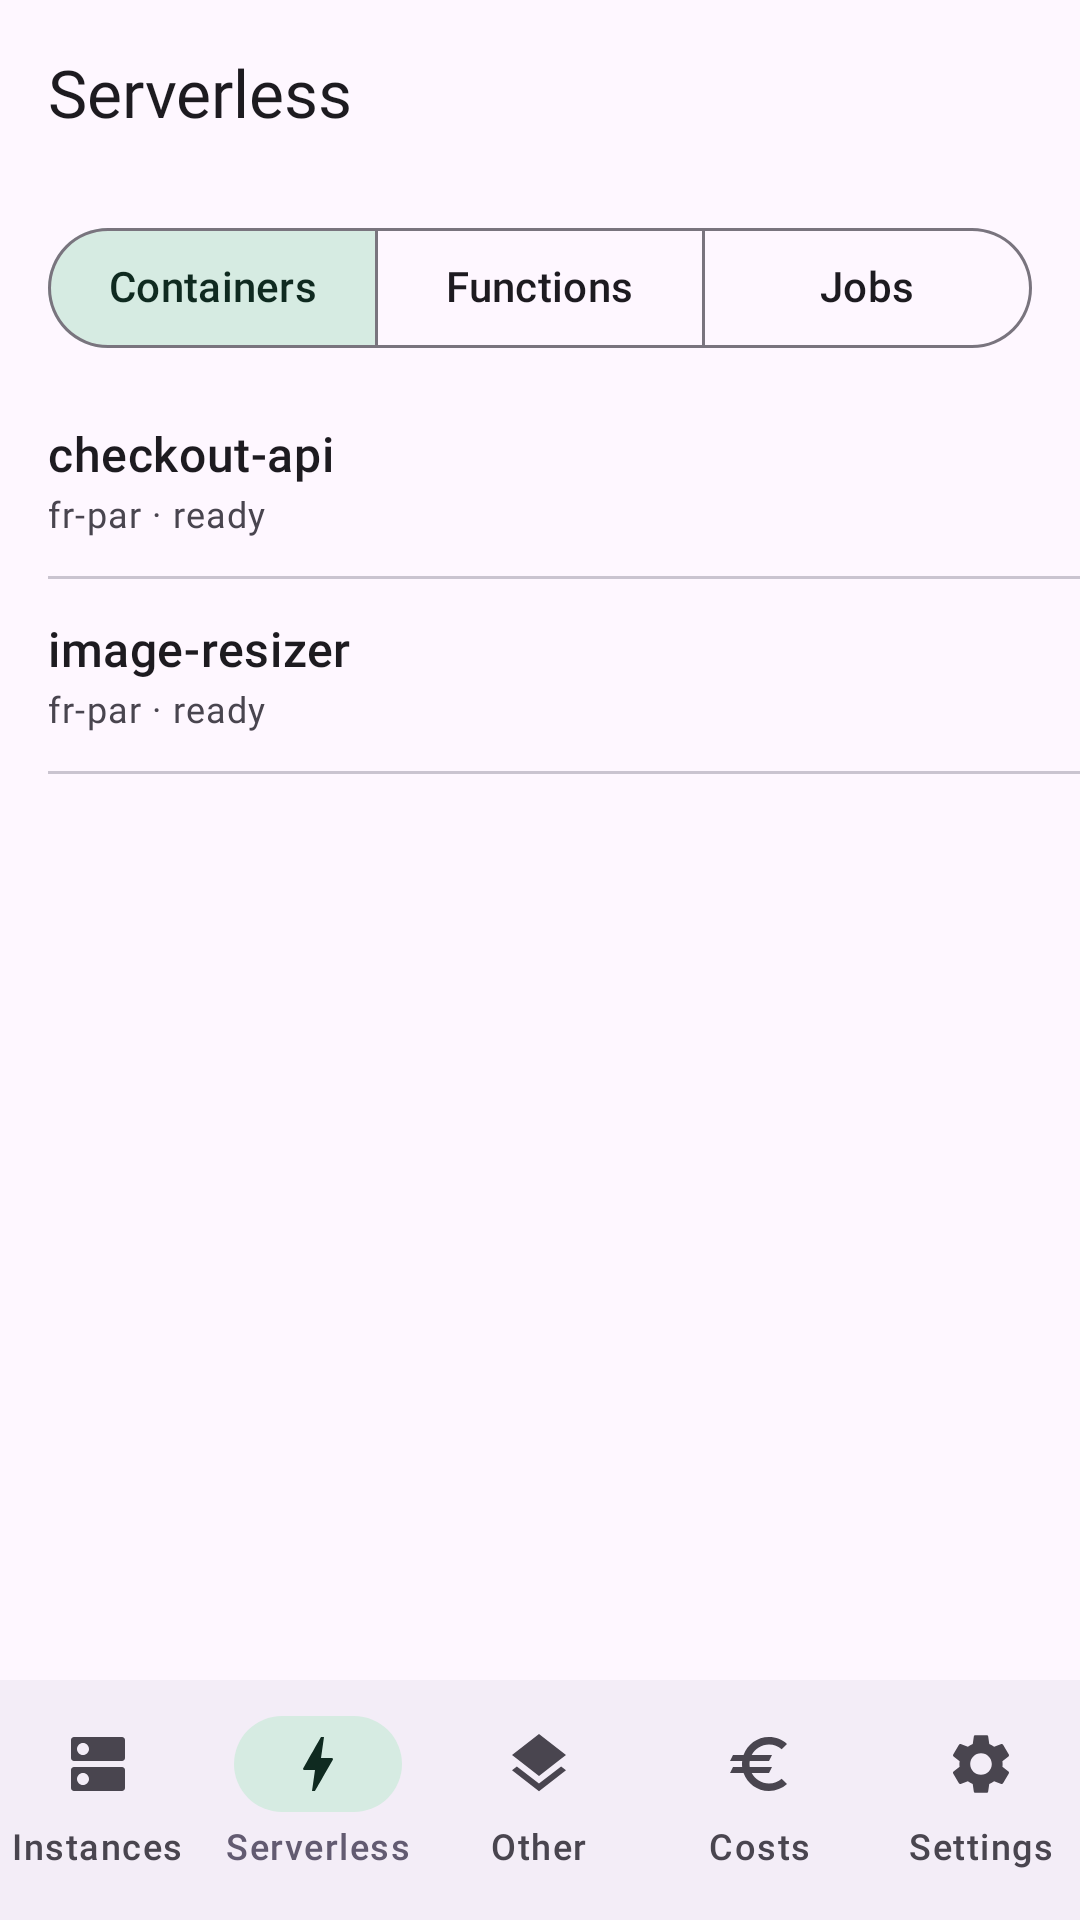 Serverless
Containers Functions Jobs
checkout-api
fr-par · ready
image-resizer
fr-par · ready
Instances Serverless Other Costs Settings